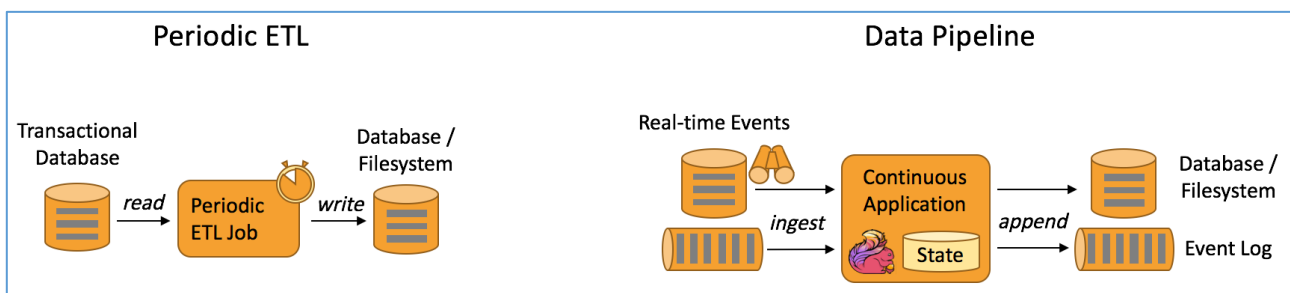 Periodic ETL
Transactional
Database
read
Periodic
ETL Job
write
Database /
Filesystem
Data Pipeline
Real-time Events
ingest
Continuous
Application
State
append
Database /
Filesystem
Event Log